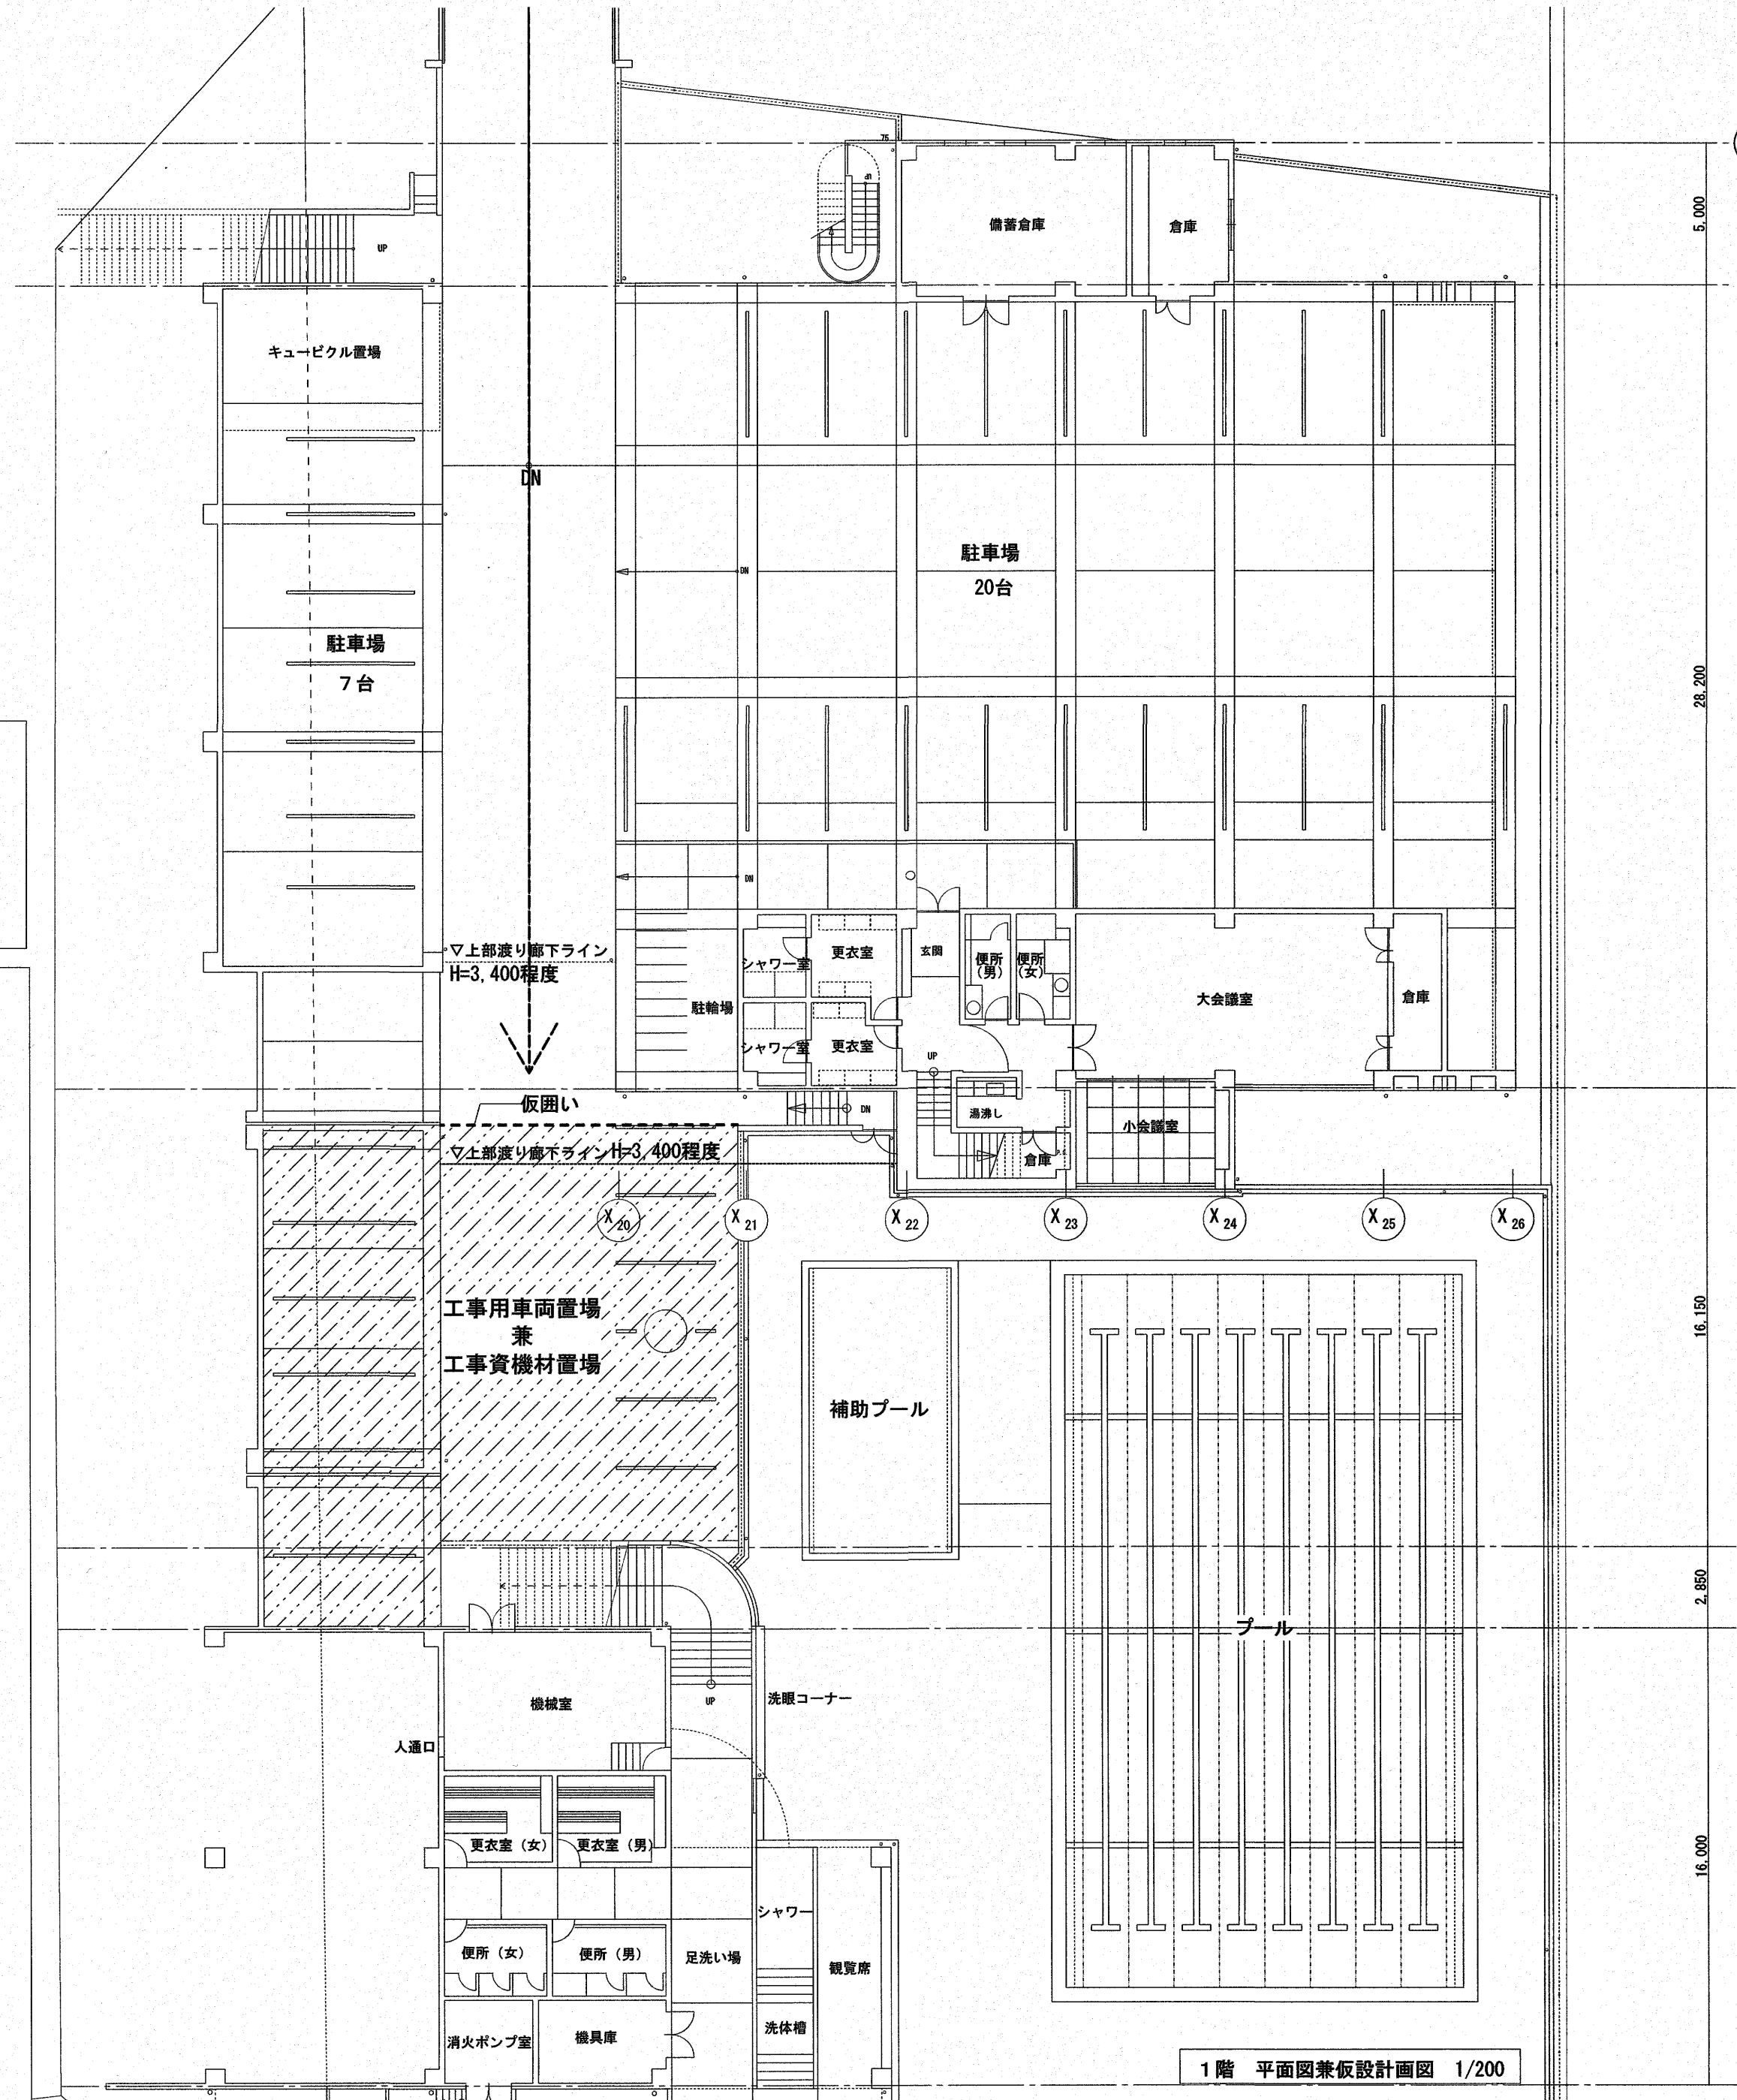 75
UP
備蓄倉庫
倉庫
5,000
UP
キュービクル置場
DN
駐車場
20台
DN
駐車場
7台
28,200
DN
▽上部渡り廊下ライン
H=3,400程度
シャワー室
更衣室
玄関
便所
(男)
便所
(女)
大会議室
倉庫
駐輪場
シャワー室
更衣室
UP
仮囲い
DN
湯沸し
小会議室
▽上部渡り廊下ラインH=3,400程度
倉庫
P.S
X20
X21
X22
X23
X24
X25
X26
工事用車両置場
兼
工事資機材置場
16,150
補助プール
2,850
プール
機械室
UP
洗眼コーナー
人通口
更衣室(女)
更衣室(男)
16,000
シャワー
便所(女)
便所(男)
足洗い場
観覧席
消火ポンプ室
機具庫
洗体槽
1階 平面図兼仮設計画図 1/200